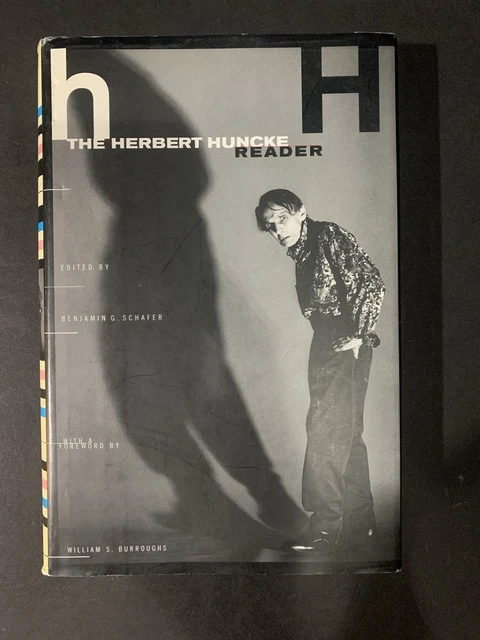 h H
THE HERBERT HUNCKE
READER
EDITED BY
BENJAMIN G. SCHAFER
WITH A
FOREWORD BY
WILLIAM S. BURROUGHS